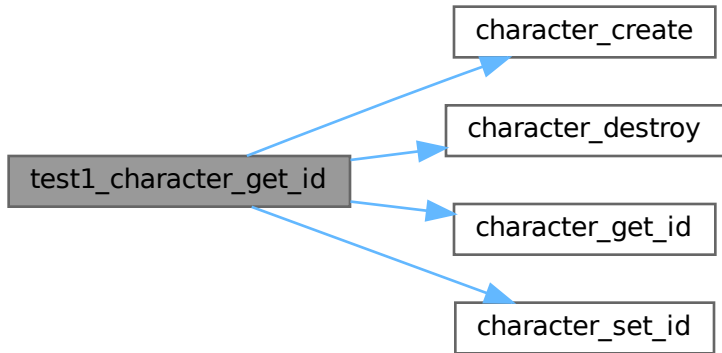 character_create
character_destroy
test1_character_get_id
character_get_id
character_set_id